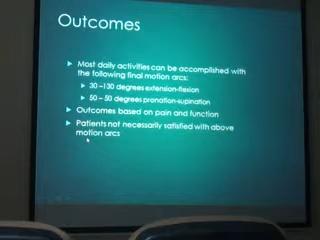 Outcomes
Most daily activities can be accomplished with
the following final motion arcs:
30 -130 degrees extension-flexion
50 - 50 degrees pronation-supination
Outcomes based on pain and function
Patients not necessarily satisfied with above
motion arcs